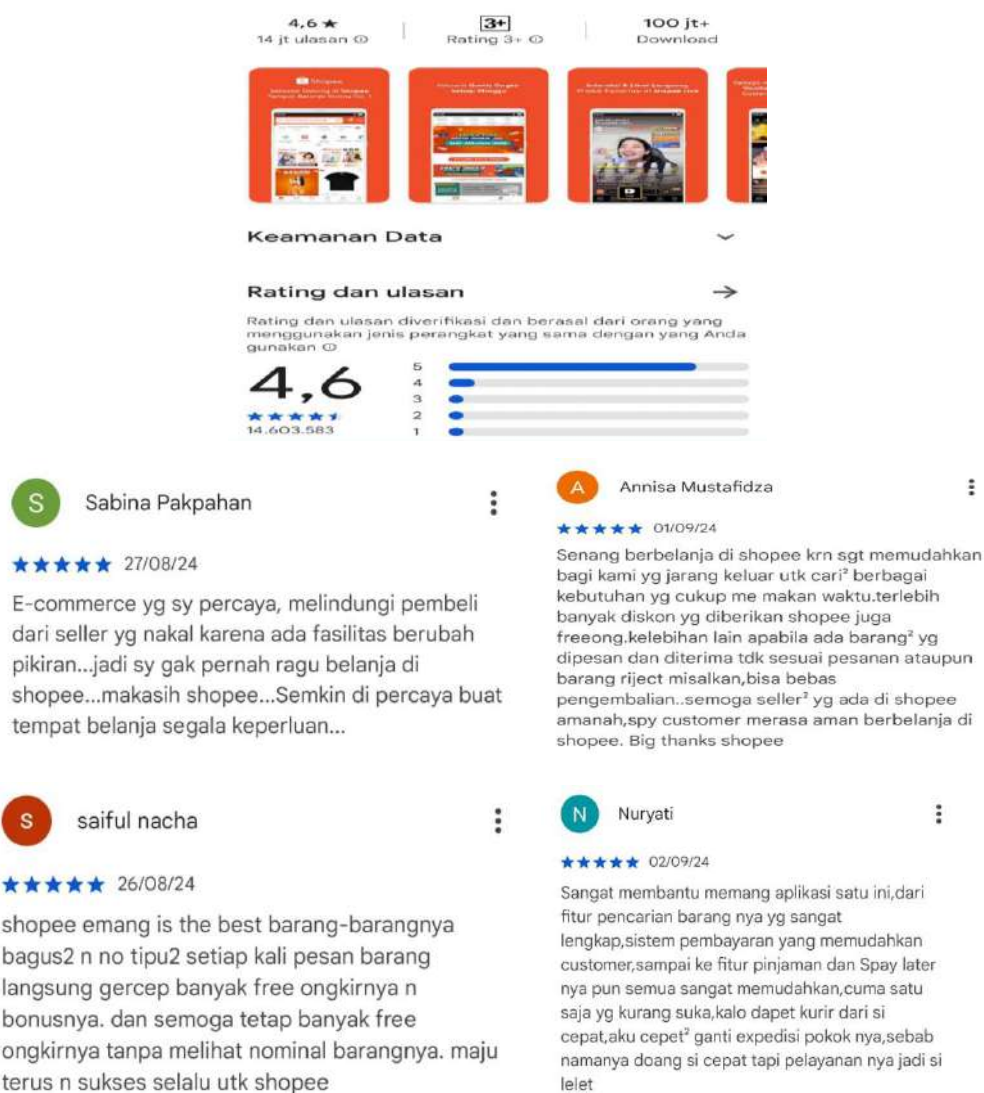 4,6 ★
14 jt ulasan
3+
Rating 3+
100 jt+
Download
Shopee
Keamanan Data
Rating dan ulasan
Rating dan ulasan diverifikasi dan berasal dari orang yang
menggunakan jenis perangkat yang sama dengan yang Anda
gunakan
4,6
14.603.583
5
4
3
2
1
S
Sabina Pakpahan
27/08/24
E-commerce yg sy percaya, melindungi pembeli
dari seller yg nakal karena ada fasilitas berubah
pikiran...jadi sy gak pernah ragu belanja di
shopee...makasih shopee...Semkin di percaya buat
tempat belanja segala keperluan...
A
Annisa Mustafidza
01/09/24
Senang berbelanja di shopee krn sgt memudahkan
bagi kami yg jarang keluar utk cari² berbagai
kebutuhan yg cukup me makan waktu.terlebih
banyak diskon yg diberikan shopee juga
freeong.kelebihan lain apabila ada barang² yg
dipesan dan diterima tdk sesuai pesanan ataupun
barang riject misalkan,bisa bebas
pengembalian..semoga seller² yg ada di shopee
amanah,spy customer merasa aman berbelanja di
shopee. Big thanks shopee
S
saiful nacha
26/08/24
shopee emang is the best barang-barangnya
bagus2 n no tipu2 setiap kali pesan barang
langsung gercep banyak free ongkirnya n
bonusnya. dan semoga tetap banyak free
ongkirnya tanpa melihat nominal barangnya. maju
terus n sukses selalu utk shopee
N
Nuryati
02/09/24
Sangat membantu memang aplikasi satu ini,dari
fitur pencarian barang nya yg sangat
lengkap,sistem pembayaran yang memudahkan
customer,sampai ke fitur pinjaman dan Spay later
nya pun semua sangat memudahkan,cuma satu
saja yg kurang suka,kalo dapet kurir dari si
cepat,aku cepet² ganti expedisi pokok nya,sebab
namanya doang si cepat tapi pelayanan nya jadi si
lelet